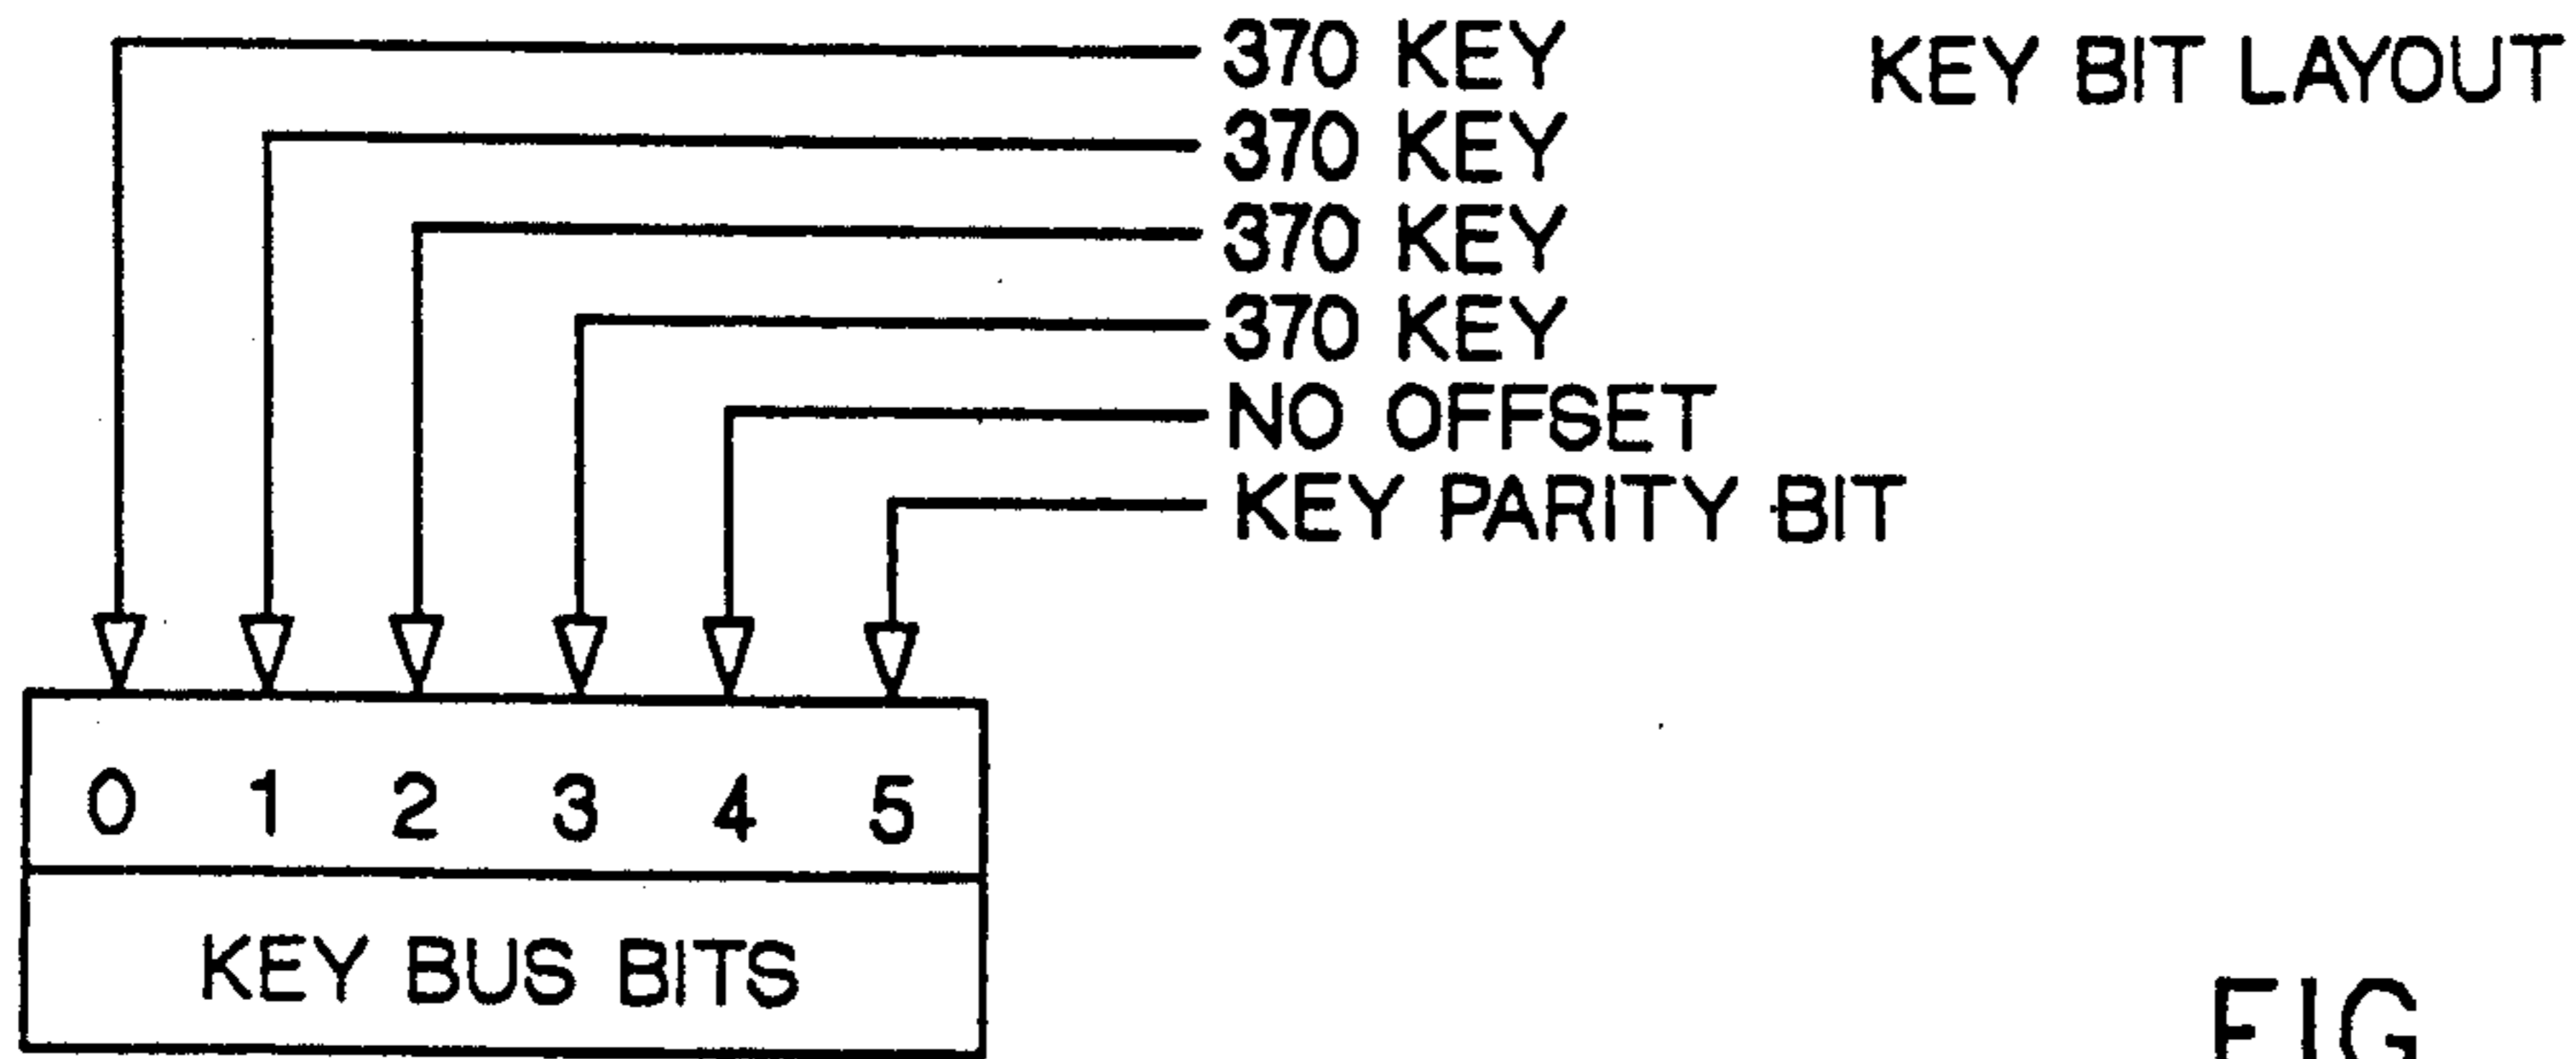 370 KEY
KEY BIT LAYOUT
370 KEY
370 KEY
370 KEY
NO OFFSET
KEY PARITY BIT
0 1 2 3 4 5
KEY BUS BITS
FIG